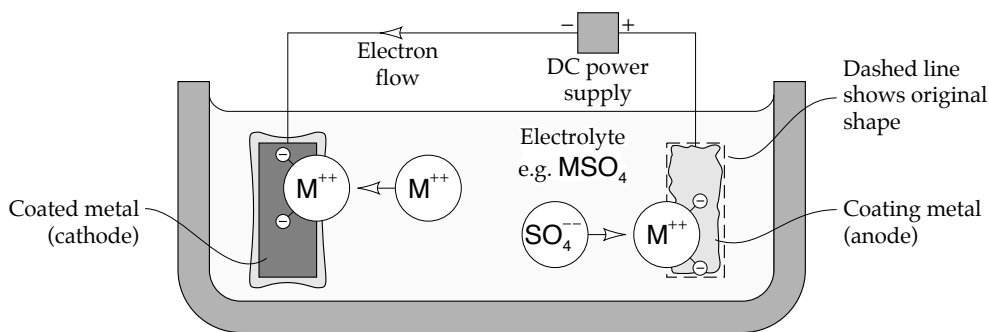 − +
Electron
flow
DC power
supply
Dashed line
shows original
shape
Electrolyte
e.g. MSO₄
−
M⁺⁺
M⁺⁺
−
Coated metal
(cathode)
SO₄⁻⁻
M⁺⁺
−
−
Coating metal
(anode)